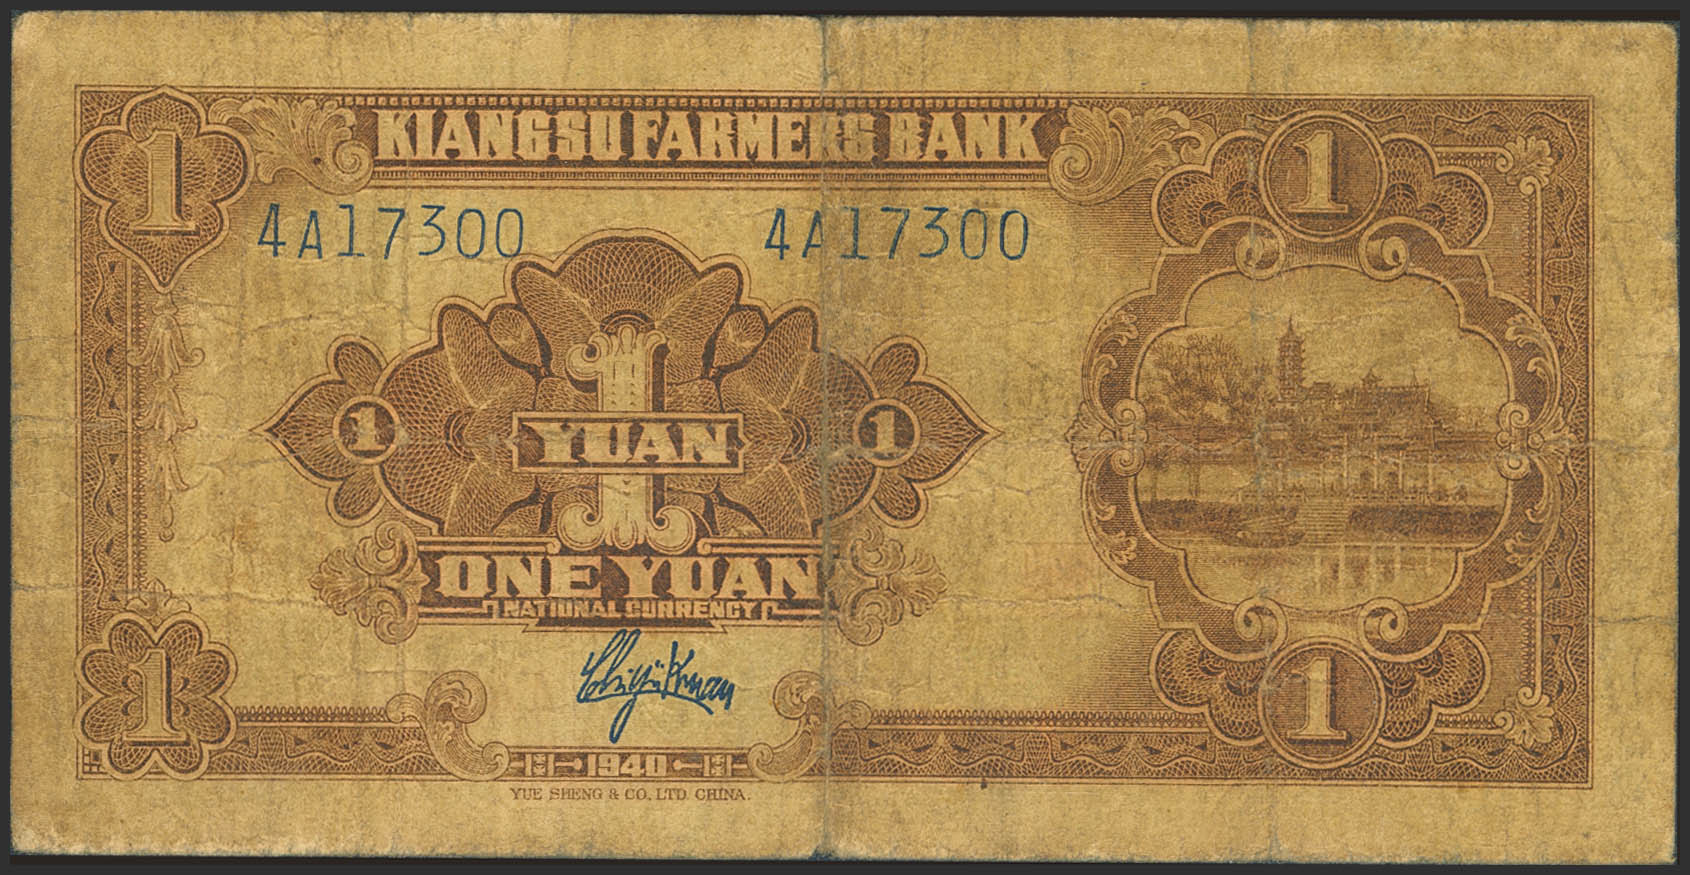 1 KIANGSU FARMERS BANK 1
4A17300 4A17300
1
1 YUAN 1
ONE YUAN
NATIONAL CURRENCY
1 1
1940
YUE SHENG & CO., LTD. CHINA.